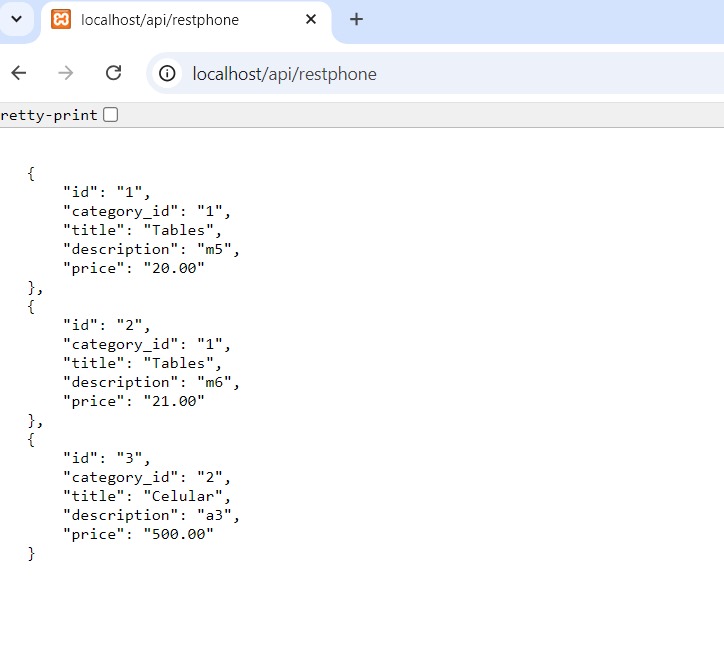 localhost/api/restphone
localhost/api/restphone
retty-print
{
"id": "1",
"category_id": "1",
"title": "Tables",
"description": "m5",
"price": "20.00"
},
{
"id": "2",
"category_id": "1",
"title": "Tables",
"description": "m6",
"price": "21.00"
},
{
"id": "3",
"category_id": "2",
"title": "Celular",
"description": "a3",
"price": "500.00"
}